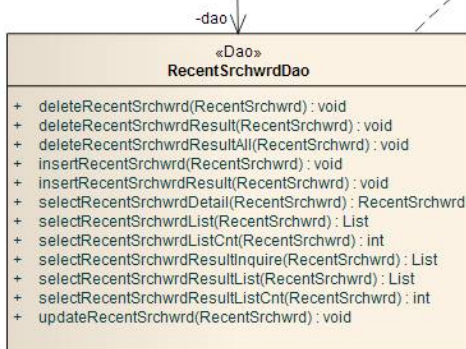 -dao
«Dao»
RecentSrchwrdDao
+ deleteRecentSrchwrd(RecentSrchwrd) : void
+ deleteRecentSrchwrdResult(RecentSrchwrd) : void
+ deleteRecentSrchwrdResultAll(RecentSrchwrd) : void
+ insertRecentSrchwrd(RecentSrchwrd) : void
+ insertRecentSrchwrdResult(RecentSrchwrd) : void
+ selectRecentSrchwrdDetail(RecentSrchwrd) : RecentSrchwrd
+ selectRecentSrchwrdList(RecentSrchwrd) : List
+ selectRecentSrchwrdListCnt(RecentSrchwrd) : int
+ selectRecentSrchwrdResultInquire(RecentSrchwrd) : List
+ selectRecentSrchwrdResultList(RecentSrchwrd) : List
+ selectRecentSrchwrdResultListCnt(RecentSrchwrd) : int
+ updateRecentSrchwrd(RecentSrchwrd) : void